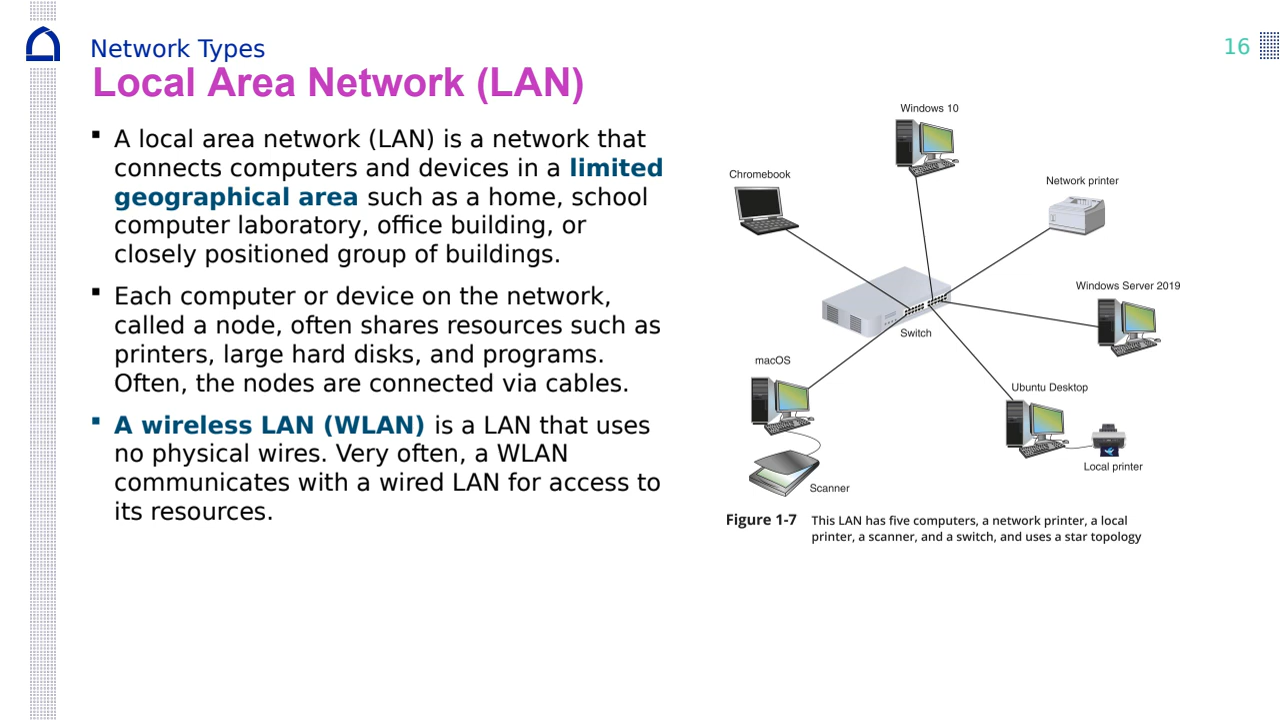 Network Types
16
Local Area Network (LAN)
▪ A local area network (LAN) is a network that
connects computers and devices in a limited
geographical area such as a home, school
computer laboratory, office building, or
closely positioned group of buildings.
▪ Each computer or device on the network,
called a node, often shares resources such as
printers, large hard disks, and programs.
Often, the nodes are connected via cables.
▪ A wireless LAN (WLAN) is a LAN that uses
no physical wires. Very often, a WLAN
communicates with a wired LAN for access to
its resources.
Windows 10
Chromebook
Network printer
Windows Server 2019
Switch
macOS
Ubuntu Desktop
Local printer
Scanner
Figure 1-7 This LAN has five computers, a network printer, a local
printer, a scanner, and a switch, and uses a star topology